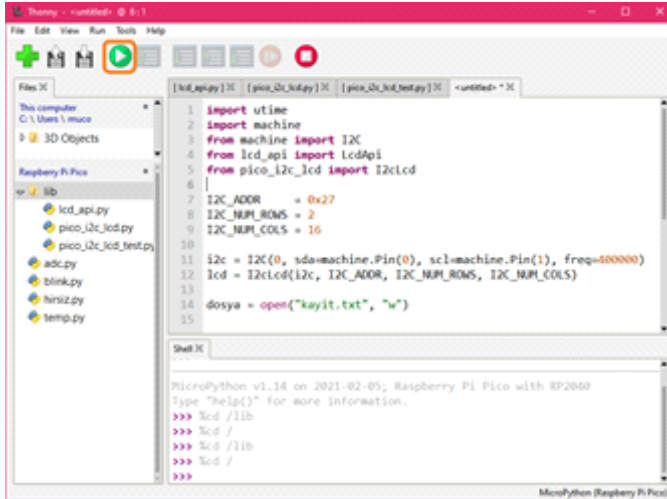 Thonny - <untitled> @ 6:1
File Edit View Run Tools Help
Files
This computer
C: \ Users \ muco
3D Objects
Raspberry Pi Pico
lib
lcd_api.py
pico_i2c_lcd.py
pico_i2c_lcd_test.py
adc.py
blink.py
hirsiz.py
temp.py
[ lcd_api.py ] [ pico_i2c_lcd.py ] [ pico_i2c_lcd_test.py ] <untitled> *
1 import utime
2 import machine
3 from machine import I2C
4 from lcd_api import LcdApi
5 from pico_i2c_lcd import I2cLcd
6
7 I2C_ADDR = 0x27
8 I2C_NUM_ROWS = 2
9 I2C_NUM_COLS = 16
10
11 i2c = I2C(0, sda=machine.Pin(0), scl=machine.Pin(1), freq=400000)
12 lcd = I2cLcd(i2c, I2C_ADDR, I2C_NUM_ROWS, I2C_NUM_COLS)
13
14 dosya = open("kayit.txt", "w")
15
Shell
MicroPython v1.14 on 2021-02-05; Raspberry Pi Pico with RP2040
Type "help()" for more information.
>>> %cd /lib
>>> %cd /
>>> %cd /lib
>>> %cd /
>>>
MicroPython (Raspberry Pi Pico)